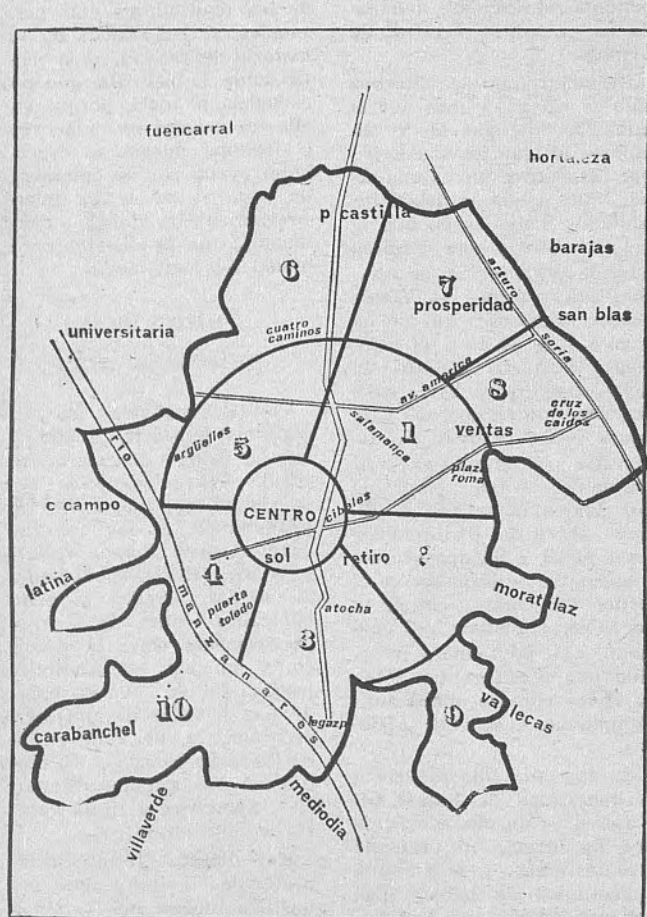 fuencarral
hortaleza
p castilla
barajas
6
7
arturo
prosperidad
san blas
universitaria
cuatro
caminos
soria
av america
8
cruz
de los
caidos
salamanca
1
ventas
argüelles
5
plaza
roma
rio
CENTRO
cibeles
c campo
sol
retiro
2
4
latina
manzanares
puerta
toledo
atocha
moratalaz
3
10
9
vallecas
legazpi
carabanchel
mediodia
villaverde